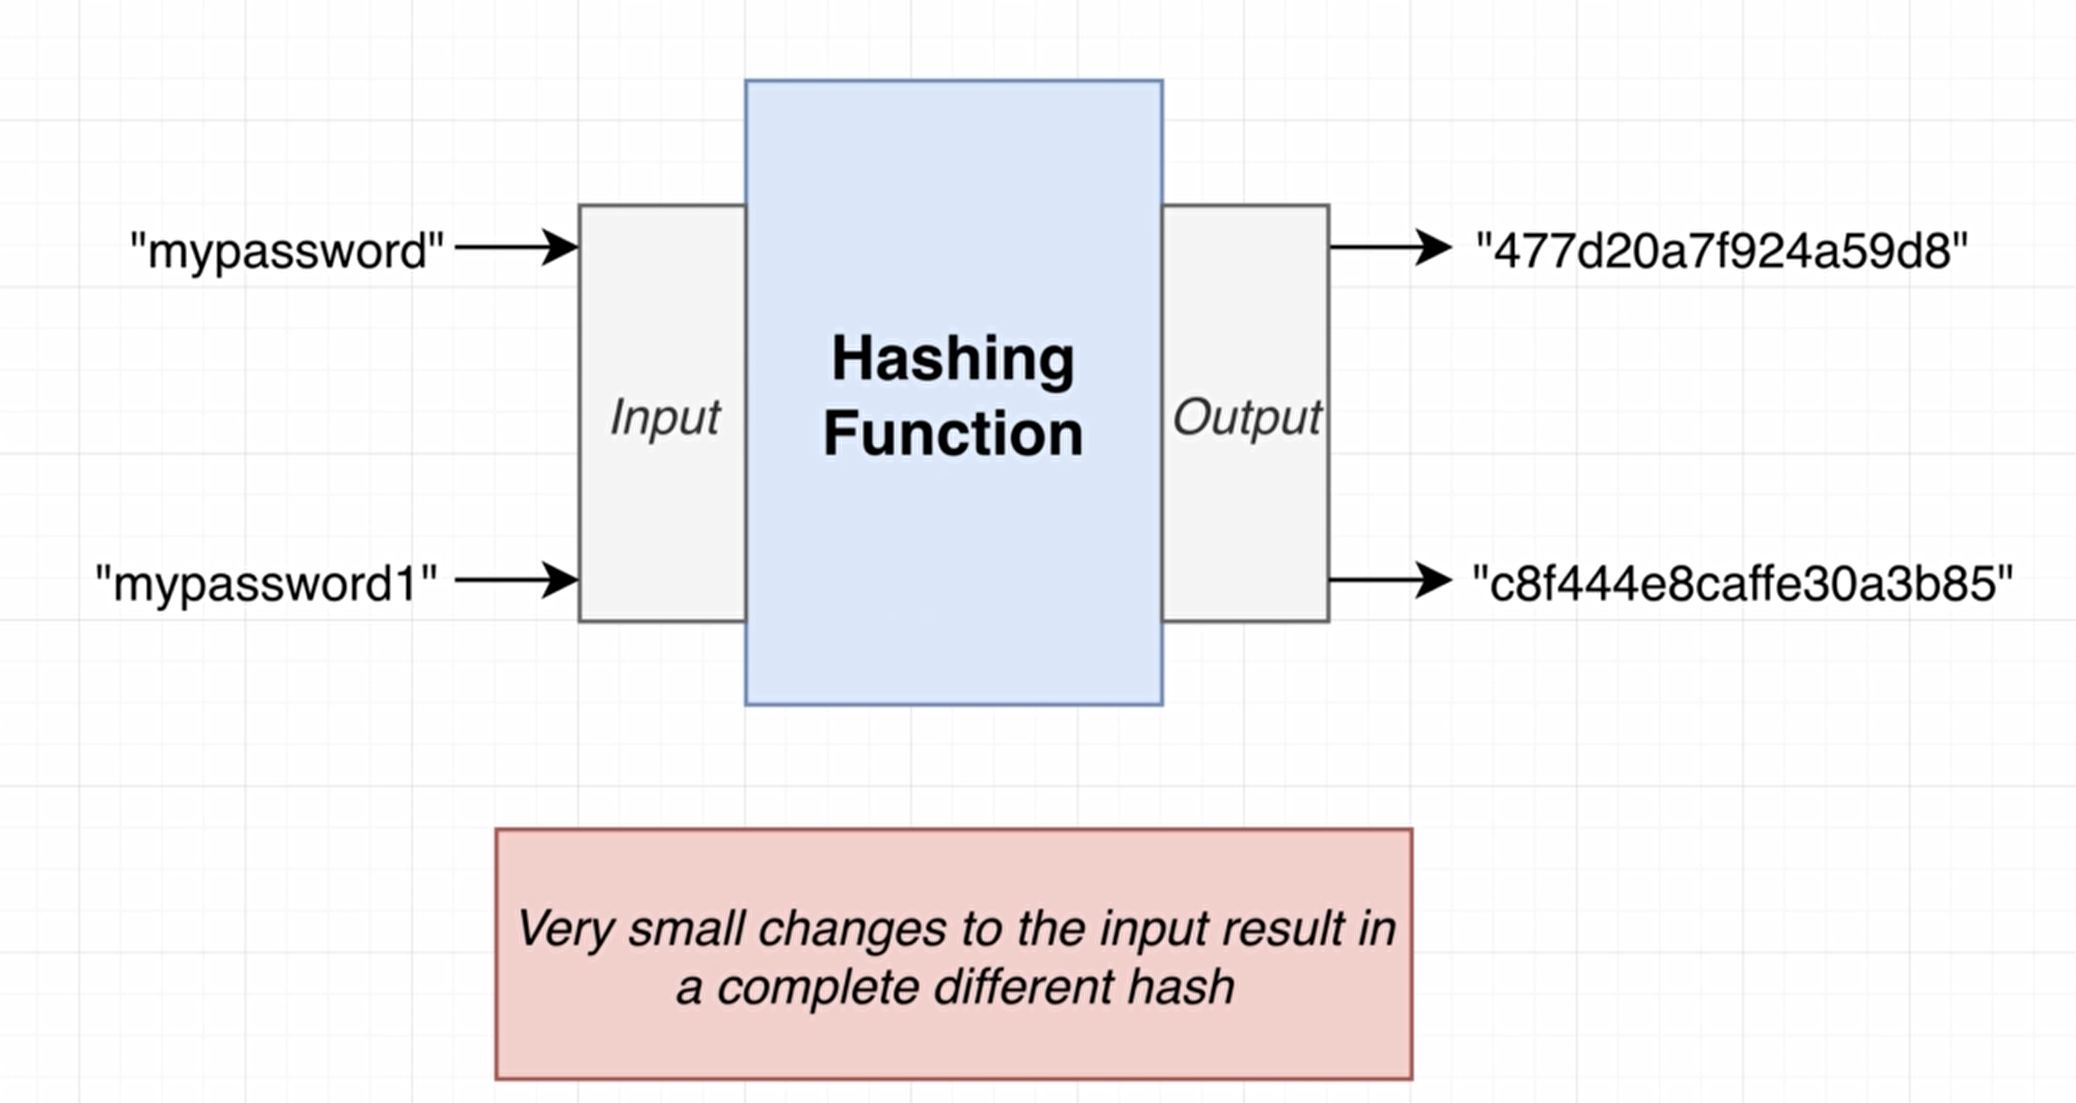 "mypassword"
"477d20a7f924a59d8"
Hashing
Function
Input
Output
"mypassword1"
"c8f444e8caffe30a3b85"
Very small changes to the input result in
a complete different hash